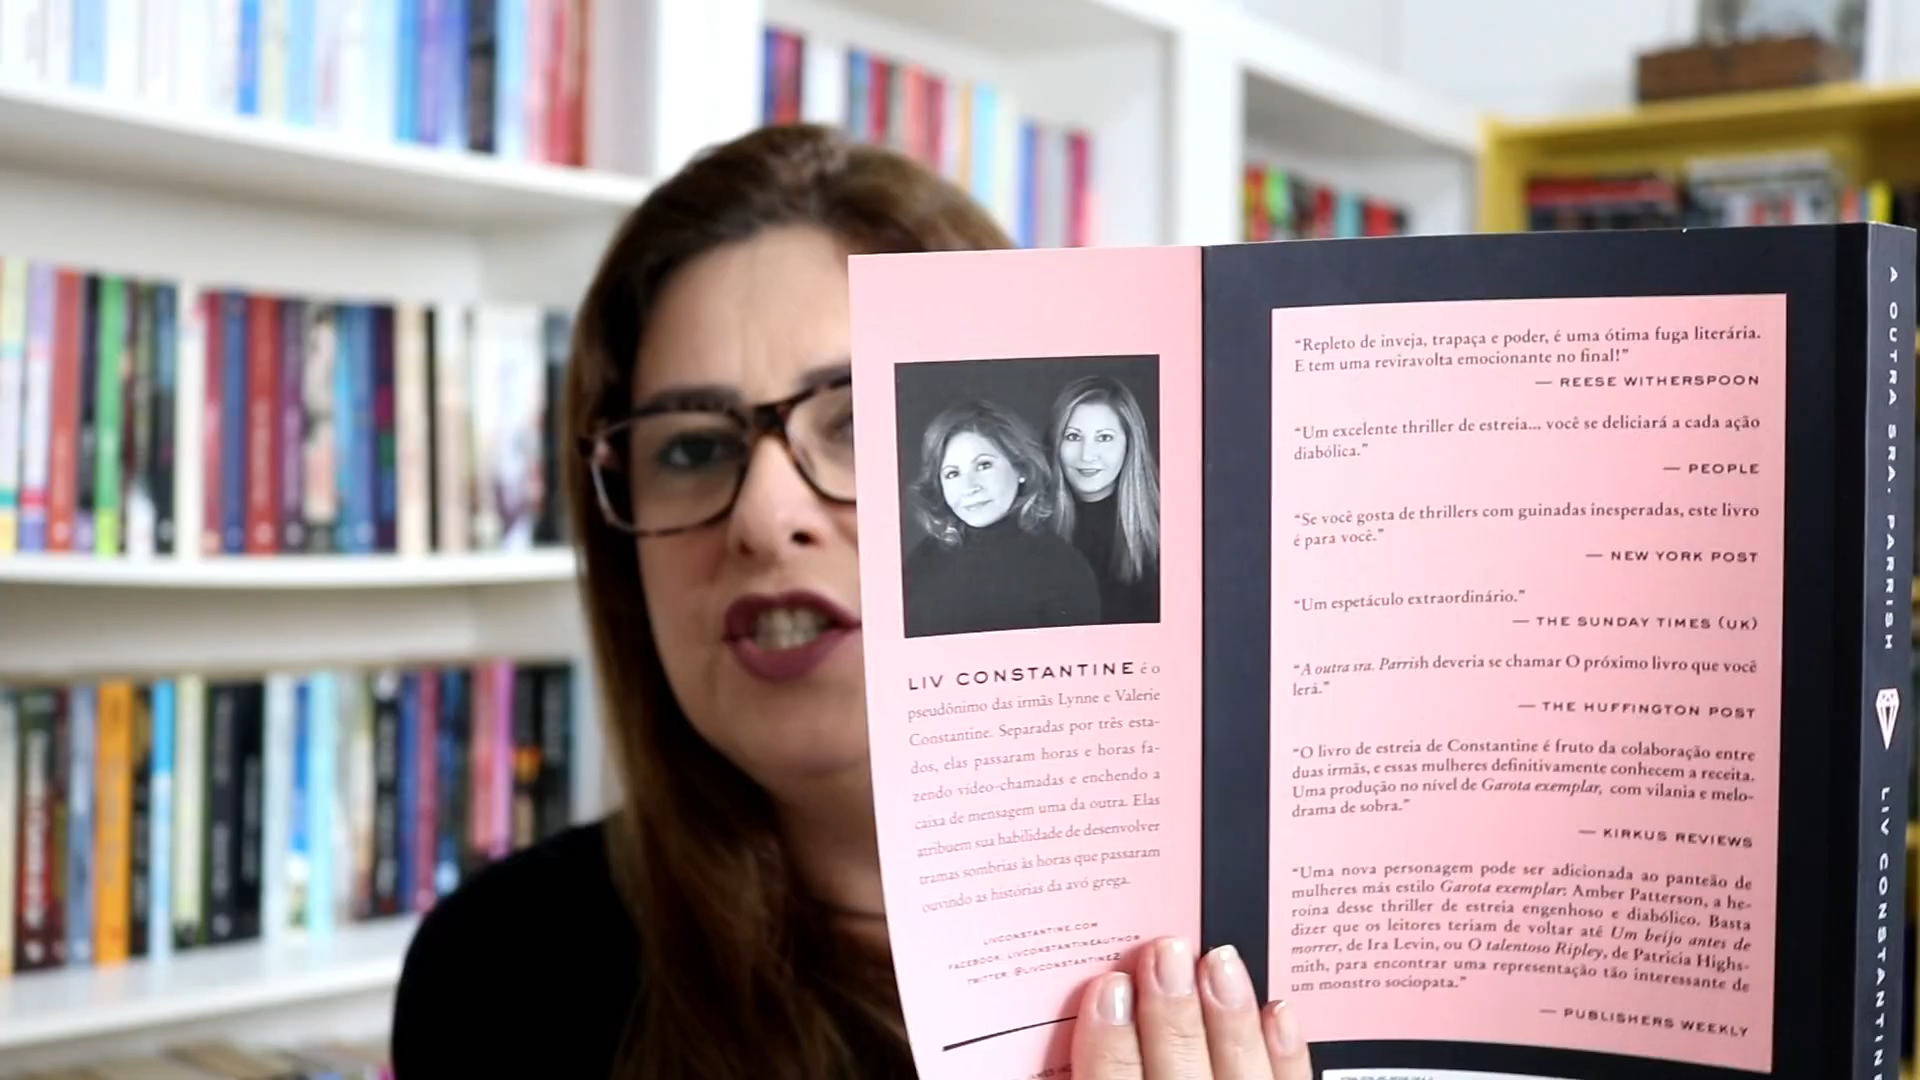 LIV CONSTANTINE é o
pseudônimo das irmãs Lynne e Valerie
Constantine. Separadas por três esta-
dos, elas passaram horas e horas fa-
zendo vídeo-chamadas e enchendo a
caixa de mensagem uma da outra. Elas
atribuem sua habilidade de desenvolver
tramas sombrias às horas que passaram
ouvindo as histórias da avó grega.
LIVCONSTANTINE.COM
FACEBOOK: LIVCONSTANTINEAUTHOR
TWITTER: @LIVCONSTANTINE2
“Repleto de inveja, trapaça e poder, é uma ótima fuga literária.
E tem uma reviravolta emocionante no final!”
— REESE WITHERSPOON
“Um excelente thriller de estreia... você se deliciará a cada ação
diabólica.”
— PEOPLE
“Se você gosta de thrillers com guinadas inesperadas, este livro
é para você.”
— NEW YORK POST
“Um espetáculo extraordinário.”
— THE SUNDAY TIMES (UK)
“A outra sra. Parrish deveria se chamar O próximo livro que você
lerá.”
— THE HUFFINGTON POST
“O livro de estreia de Constantine é fruto da colaboração entre
duas irmãs, e essas mulheres definitivamente conhecem a receita.
Uma produção no nível de Garota exemplar, com vilania e melo-
drama de sobra.”
— KIRKUS REVIEWS
“Uma nova personagem pode ser adicionada ao panteão de
mulheres más estilo Garota exemplar: Amber Patterson, a he-
roína desse thriller de estreia engenhoso e diabólico. Basta
dizer que os leitores teriam de voltar até Um beijo antes de
morrer, de Ira Levin, ou O talentoso Ripley, de Patricia Highs-
mith, para encontrar uma representação tão interessante de
um monstro sociopata.”
— PUBLISHERS WEEKLY
A OUTRA SRA. PARRISH
LIV CONSTANTINE